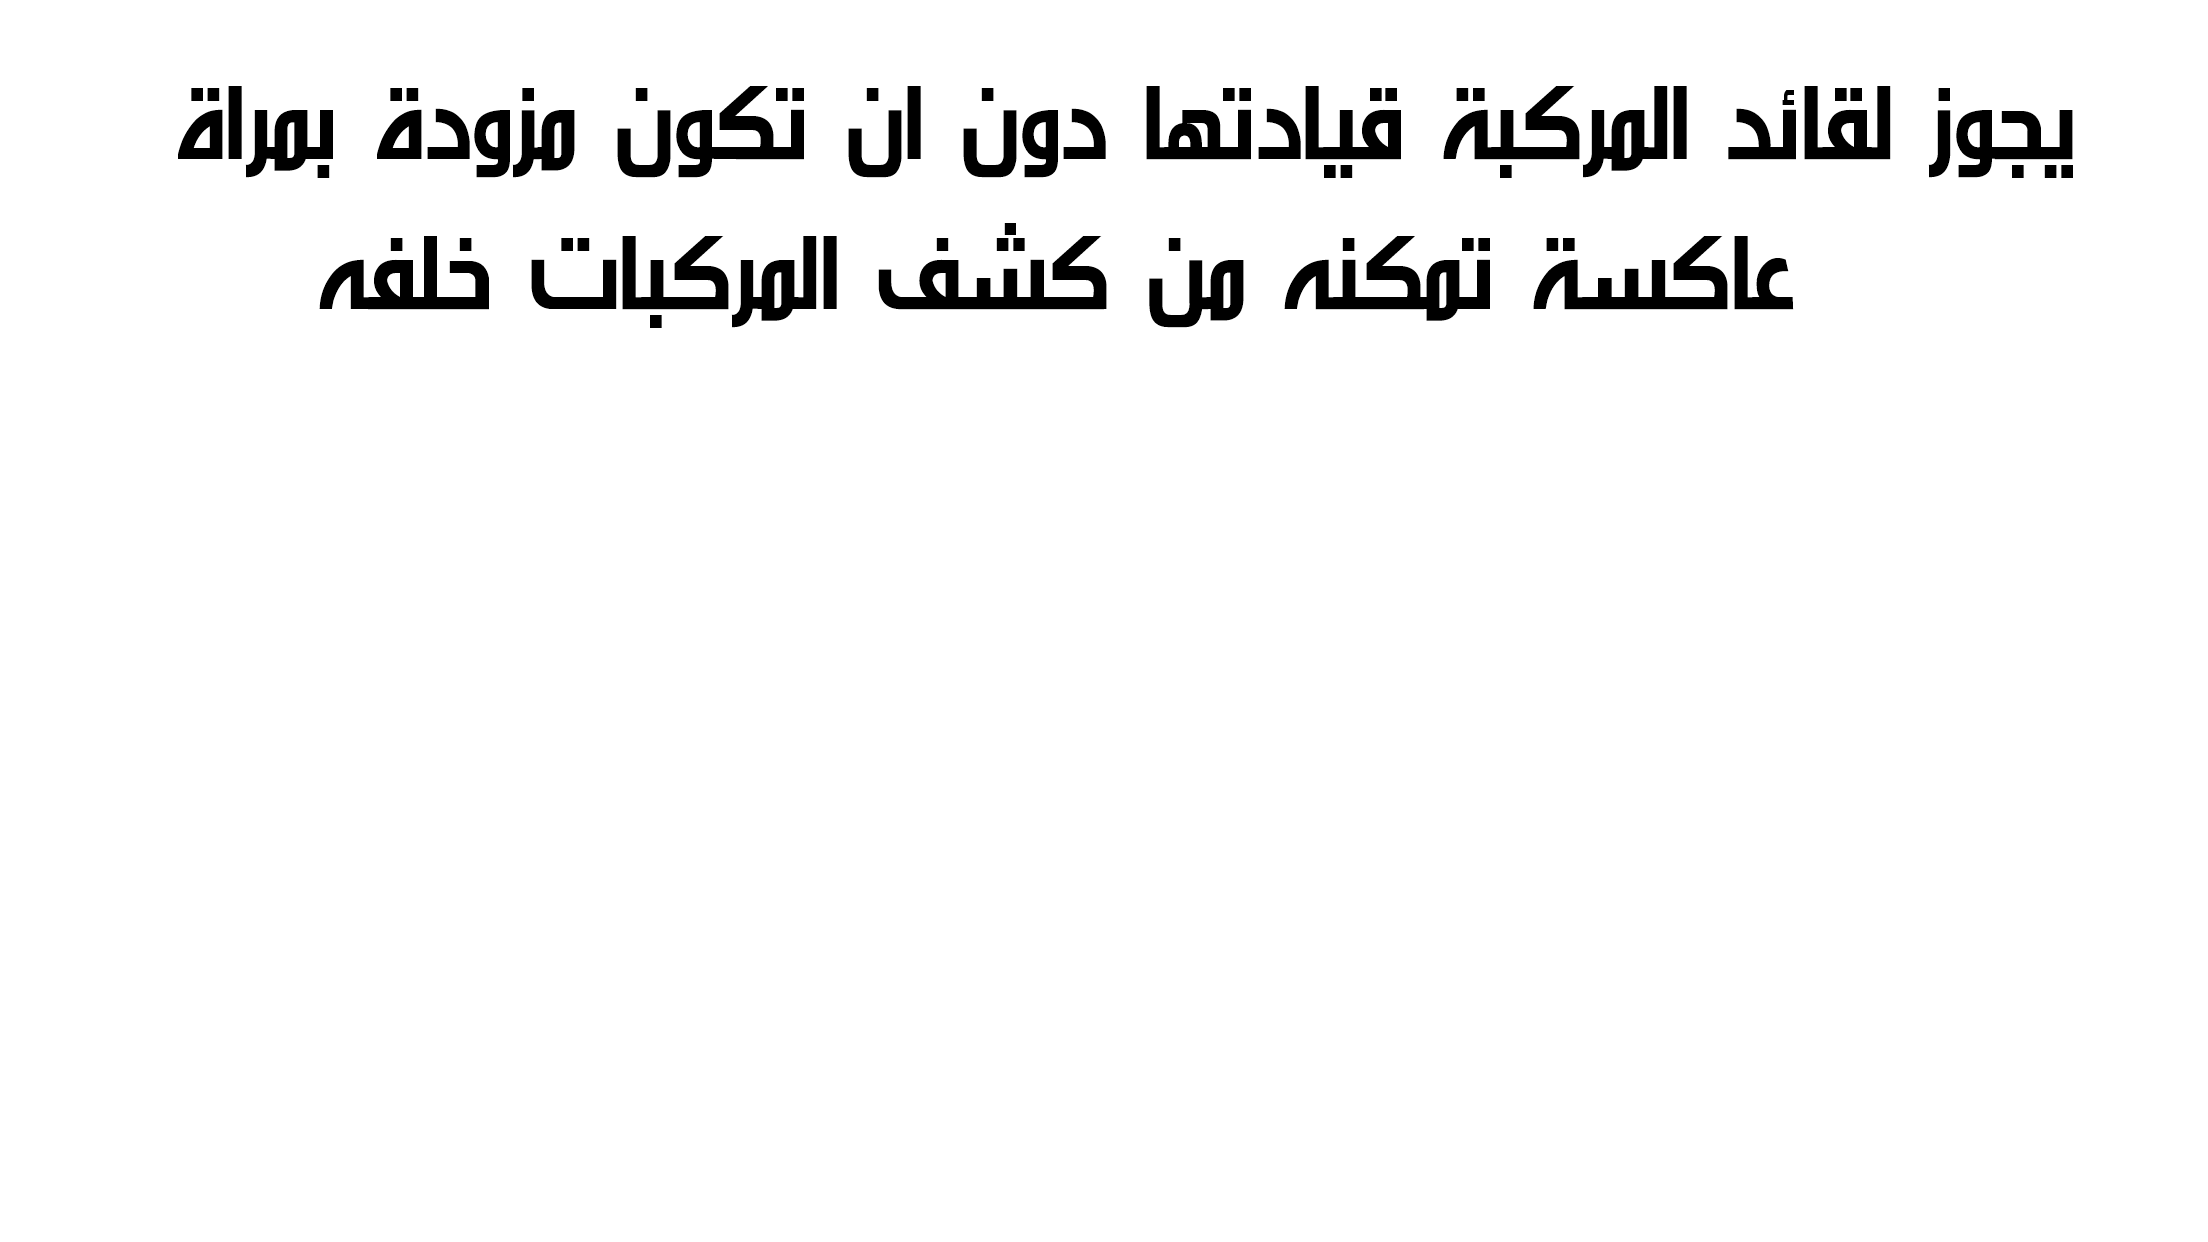 يجوز لقائد المركبة قيادتها دون ان تكون مزودة بمراة
عاكسة تمكنه من كشف المركبات خلفه